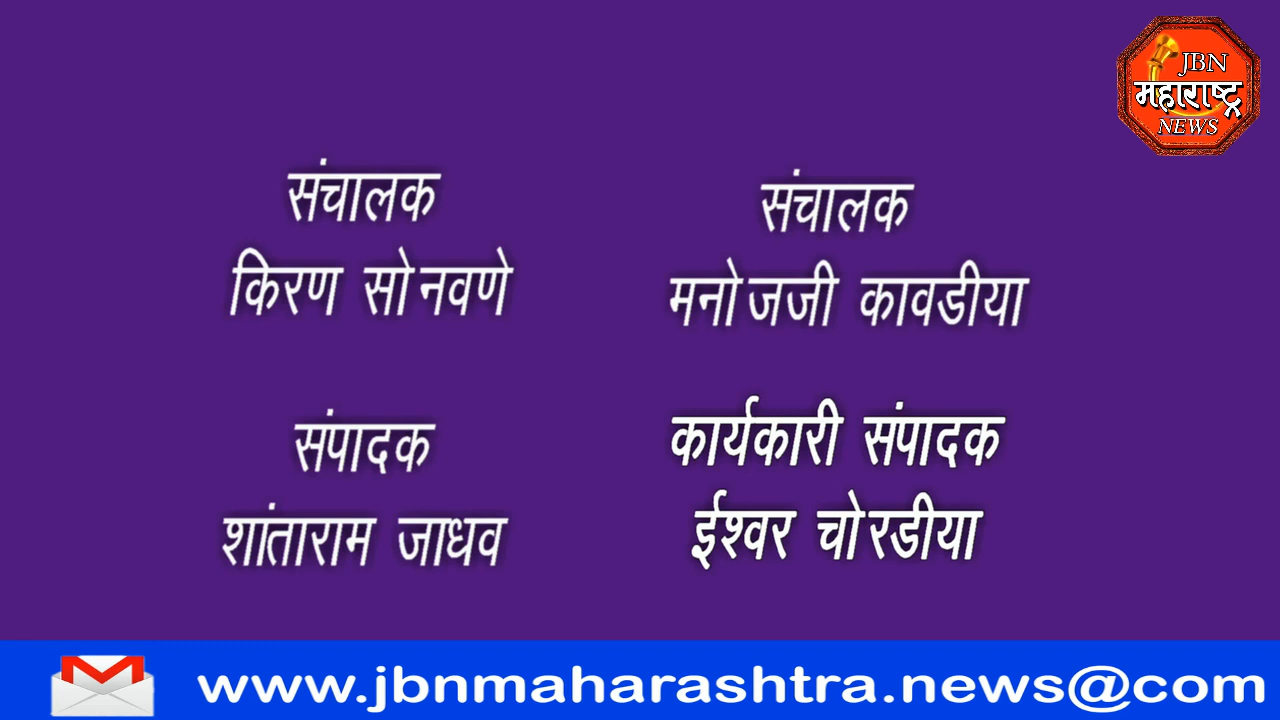 JBN
महाराष्ट्र
NEWS
संचालक
किरण सोनवणे
संचालक
मनोजजी कावडीया
संपादक
शांताराम जाधव
कार्यकारी संपादक
ईश्वर चोरडीया
www.jbnmaharashtra.news@com